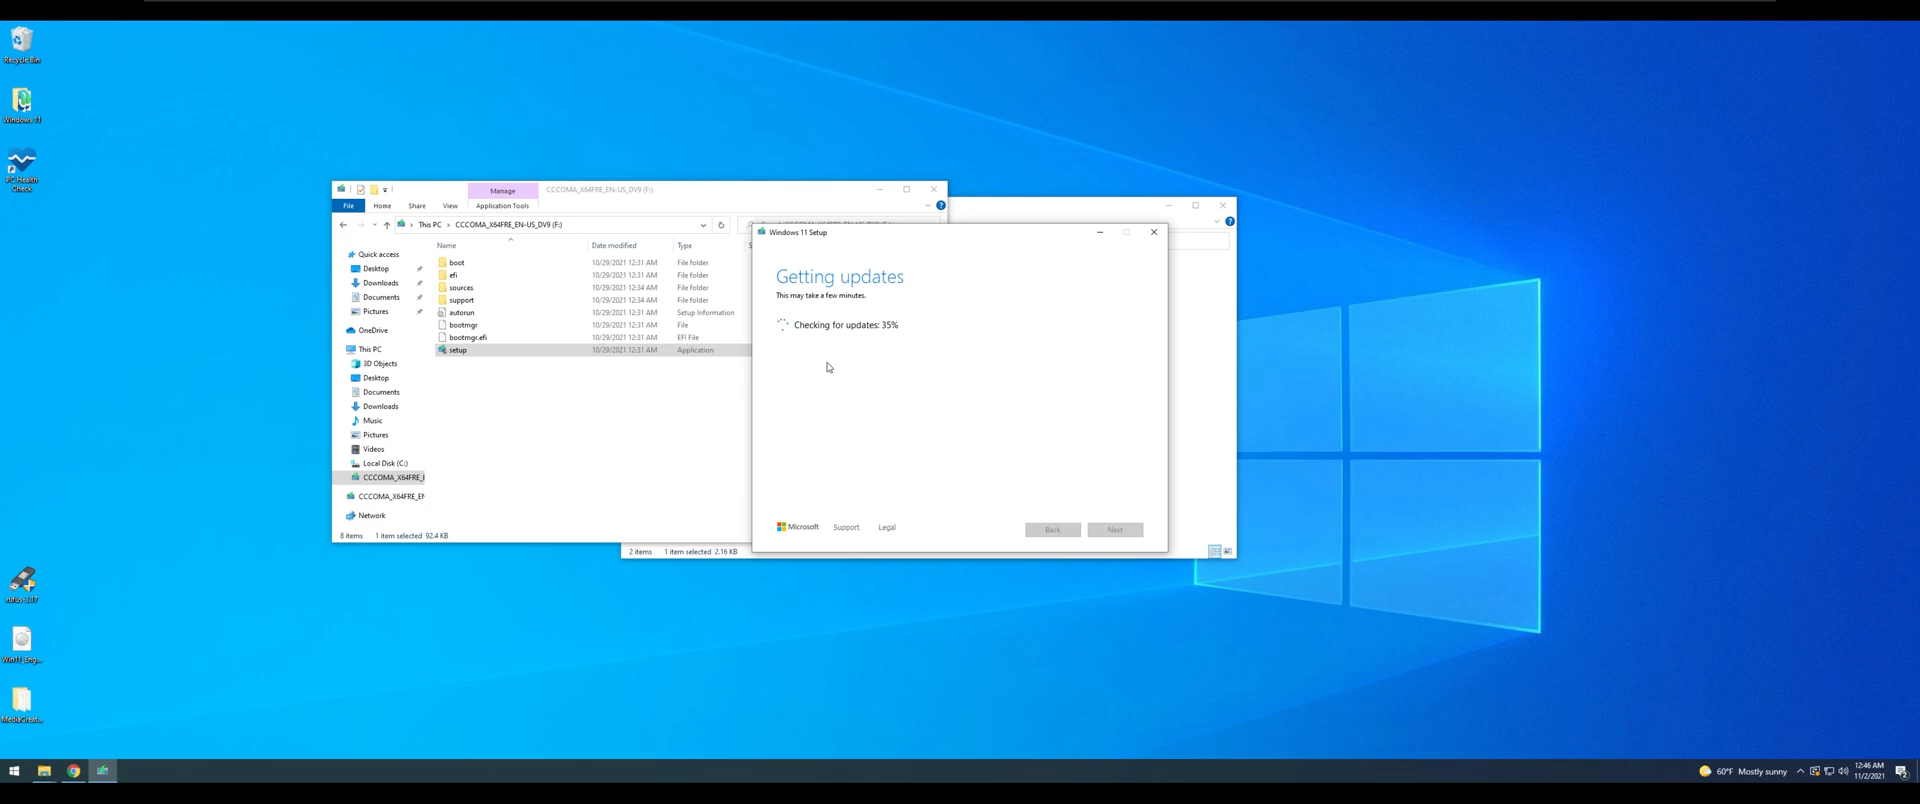 Recycle Bin
Windows 11
PC Health
Check
rufus-3.17
Win11_Eng...
MediaCreat...
Manage
CCCOMA_X64FRE_EN-US_DV9 (F:)
File
Home
Share
View
Application Tools
This PC
CCCOMA_X64FRE_EN-US_DV9 (F:)
Name
Date modified
Type
S
Quick access
Desktop
Downloads
Documents
Pictures
OneDrive
This PC
3D Objects
Desktop
Documents
Downloads
Music
Pictures
Videos
Local Disk (C:)
CCCOMA_X64FRE_E
CCCOMA_X64FRE_EN
Network
boot 10/29/2021 12:31 AM File folder
efi 10/29/2021 12:31 AM File folder
sources 10/29/2021 12:34 AM File folder
support 10/29/2021 12:34 AM File folder
autorun 10/29/2021 12:31 AM Setup Information
bootmgr 10/29/2021 12:31 AM File
bootmgr.efi 10/29/2021 12:31 AM EFI File
setup 10/29/2021 12:31 AM Application
8 items 1 item selected 92.4 KB
2 items 1 item selected 2.16 KB
Windows 11 Setup
Getting updates
This may take a few minutes.
Checking for updates: 35%
Microsoft
Support
Legal
Back
Next
60°F Mostly sunny
12:46 AM
11/2/2021
2